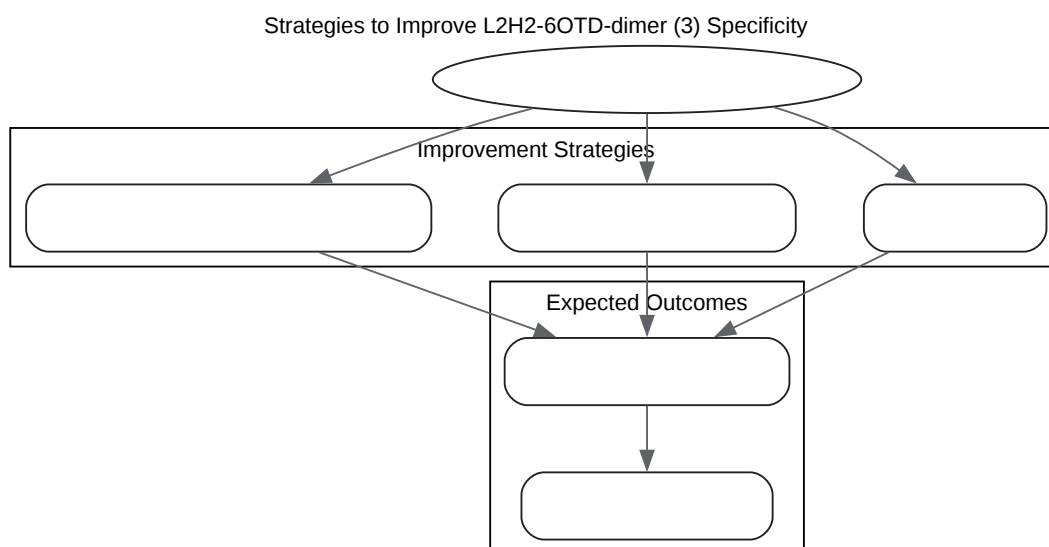 Strategies to Improve L2H2-6OTD-dimer (3) Specificity
Improvement Strategies
Expected Outcomes